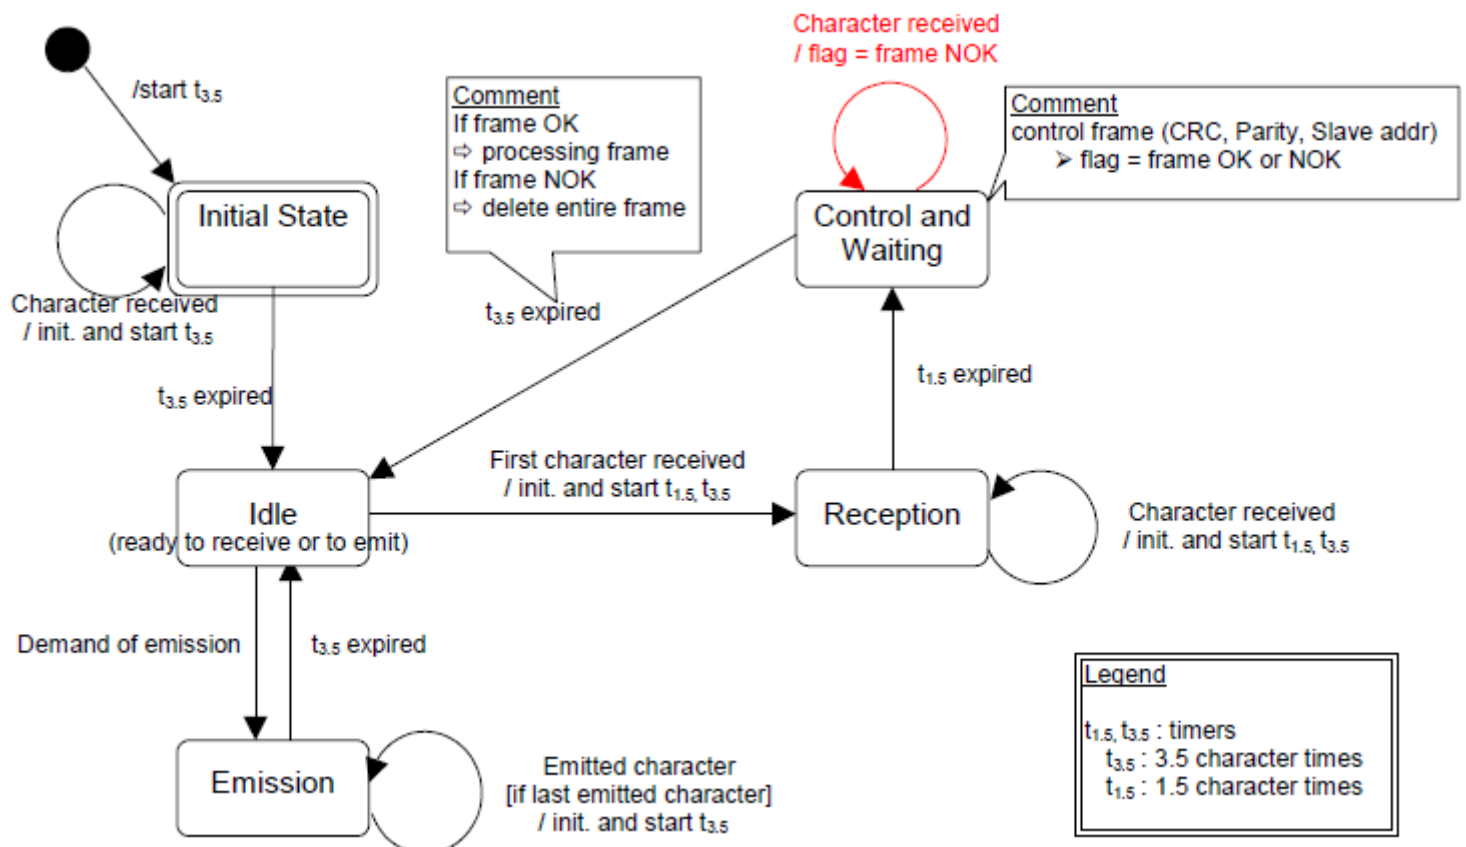 Character received
/ flag = frame NOK
/start t3.5
Comment
If frame OK
⇨ processing frame
If frame NOK
⇨ delete entire frame
Comment
control frame (CRC, Parity, Slave addr)
➢ flag = frame OK or NOK
Initial State
Control and
Waiting
Character received
/ init. and start t3.5
t3.5 expired
t1.5 expired
t3.5 expired
First character received
/ init. and start t1.5, t3.5
Idle
(ready to receive or to emit)
Reception
Character received
/ init. and start t1.5, t3.5
Demand of emission
t3.5 expired
Legend
t1.5, t3.5 : timers
t3.5 : 3.5 character times
t1.5 : 1.5 character times
Emission
Emitted character
[if last emitted character]
/ init. and start t3.5